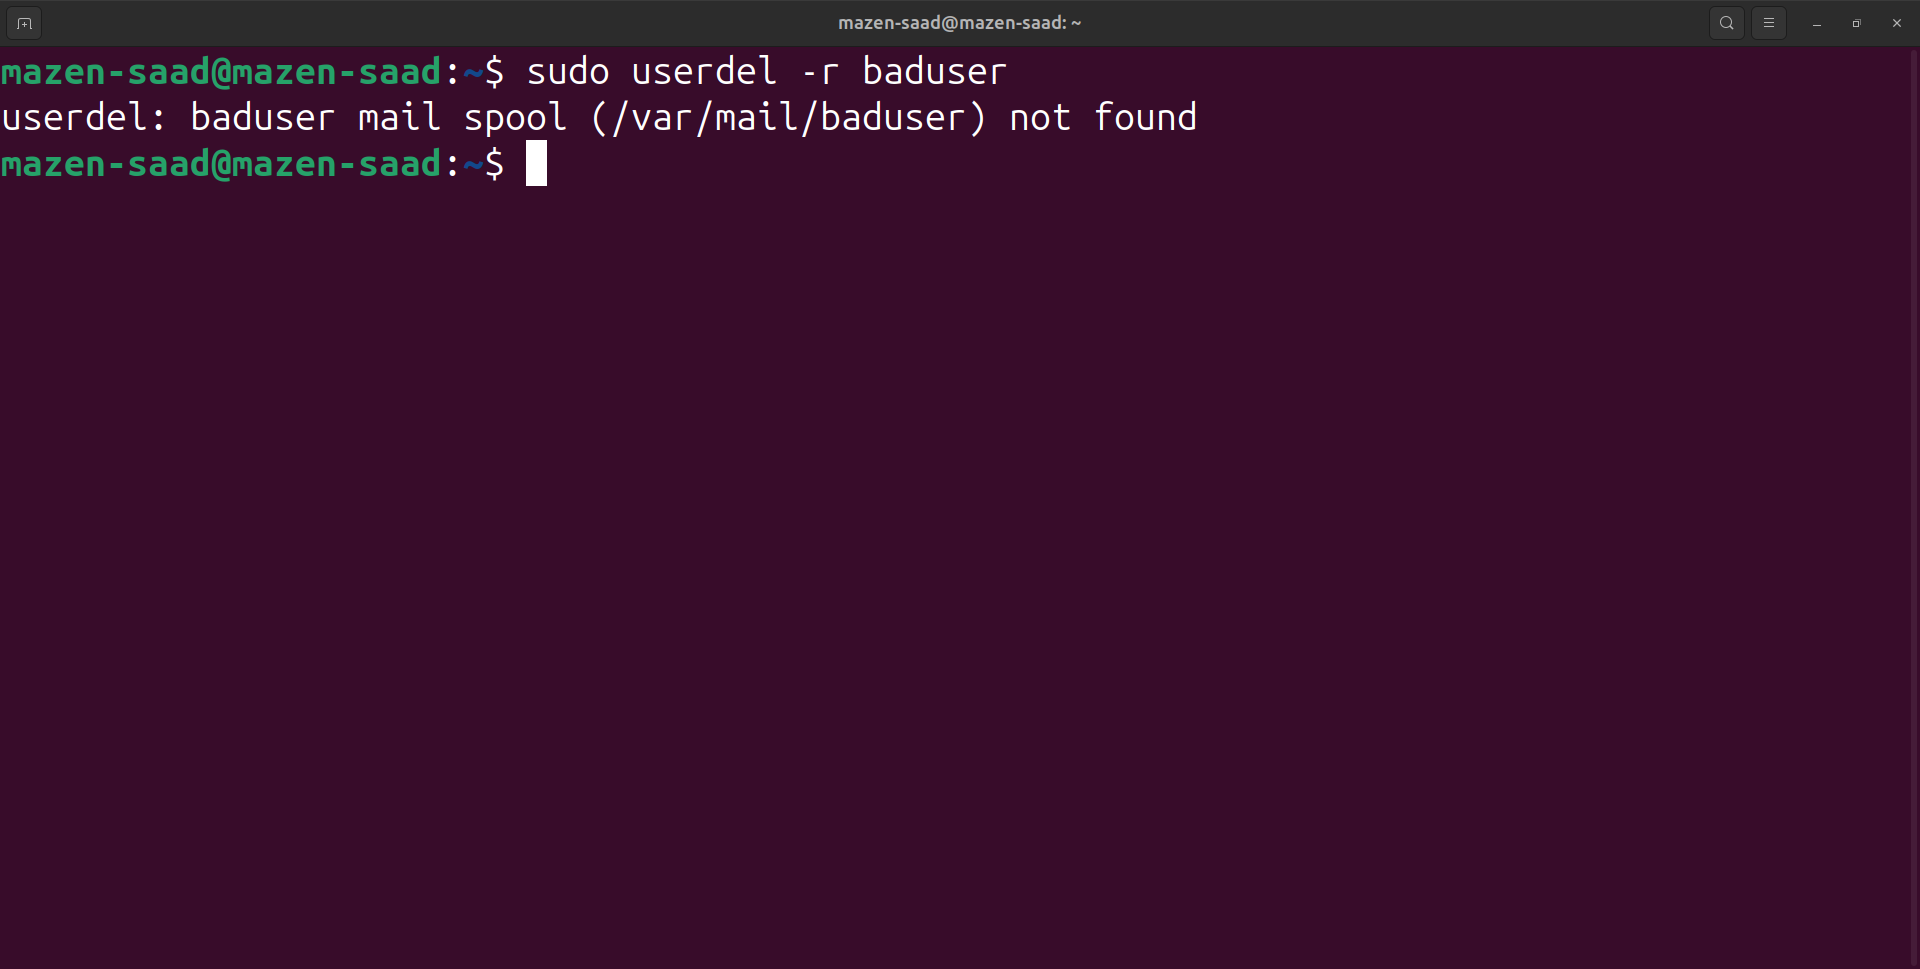 mazen-saad@mazen-saad: ~
mazen-saad@mazen-saad:~$ sudo userdel -r baduser
userdel: baduser mail spool (/var/mail/baduser) not found
mazen-saad@mazen-saad:~$